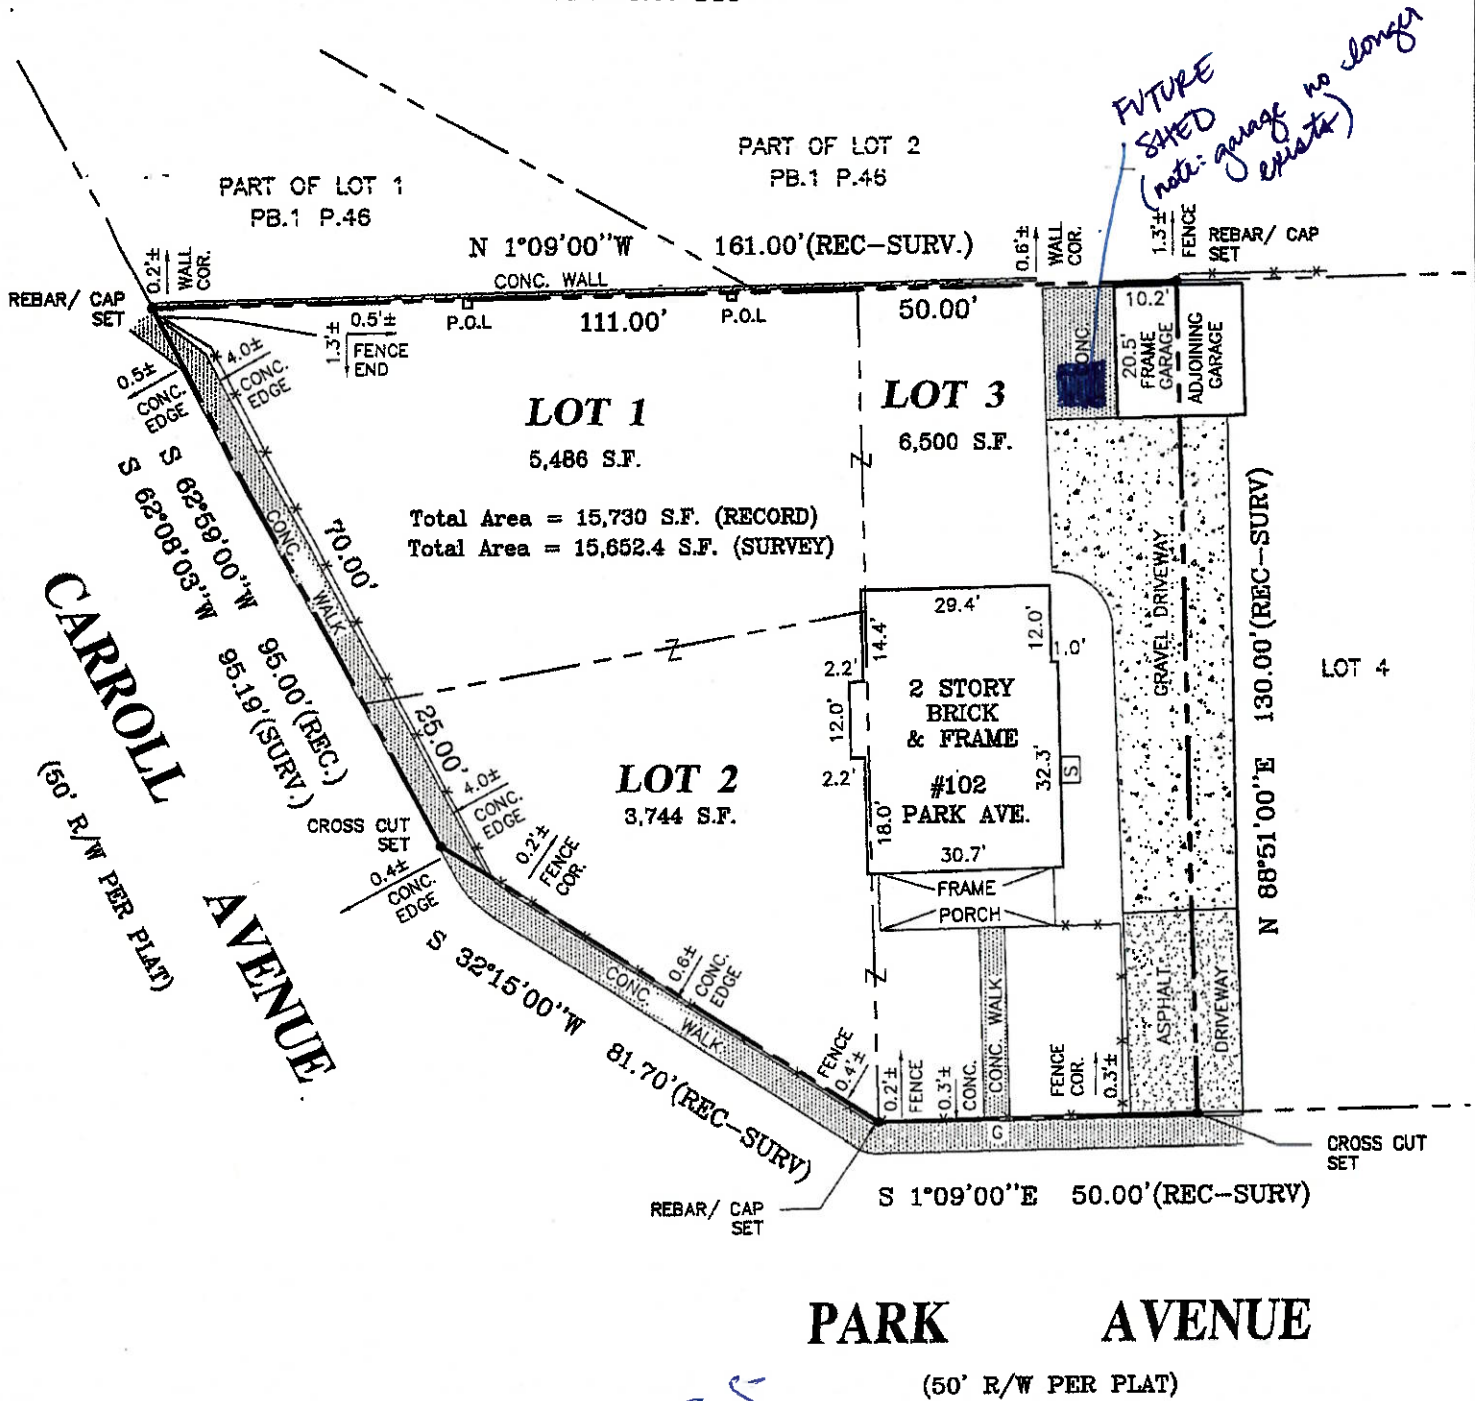 FUTURE
SHED
(note: garage no longer
exists)
PART OF LOT 1
PB.1 P.46
PART OF LOT 2
PB.1 P.46
N 1°09'00"W 161.00'(REC-SURV.)
0.2'±
WALL
COR.
0.6'±
WALL
COR.
1.3'±
FENCE
REBAR/ CAP
SET
REBAR/ CAP
SET
CONC. WALL
P.O.L
111.00'
P.O.L
50.00'
0.5'±
1.3'±
FENCE
END
CONC
10.2'
20.5'
FRAME
GARAGE
ADJOINING
GARAGE
0.5±
CONC.
EDGE
4.0±
CONC.
EDGE
LOT 1
5,486 S.F.
LOT 3
6,500 S.F.
Total Area = 15,730 S.F. (RECORD)
Total Area = 15,652.4 S.F. (SURVEY)
S 62°59'00"W 95.00'(REC.)
S 62°08'03"W 95.19'(SURV.)
CONC. WALK
70.00'
25.00'
CARROLL AVENUE
(50' R/W PER PLAT)
29.4'
14.4'
12.0'
1.0'
2.2'
12.0'
2.2'
18.0'
32.3'
30.7'
2 STORY
BRICK
& FRAME
#102
PARK AVE.
S
FRAME
PORCH
GRAVEL DRIVEWAY
N 88°51'00"E 130.00'(REC-SURV)
LOT 4
LOT 2
3,744 S.F.
4.0±
CONC.
EDGE
CROSS CUT
SET
0.4±
CONC.
EDGE
0.2'±
FENCE
COR.
0.6±
CONC.
EDGE
CONC. WALK
S 32°15'00"W 81.70'(REC-SURV)
FENCE
0.4'±
0.2'±
FENCE
0.3'±
CONC.
CONC. WALK
FENCE
COR.
0.3'±
ASPHALT
DRIVEWAY
G
CROSS CUT
SET
REBAR/ CAP
SET
S 1°09'00"E 50.00'(REC-SURV)
PARK AVENUE
(50' R/W PER PLAT)